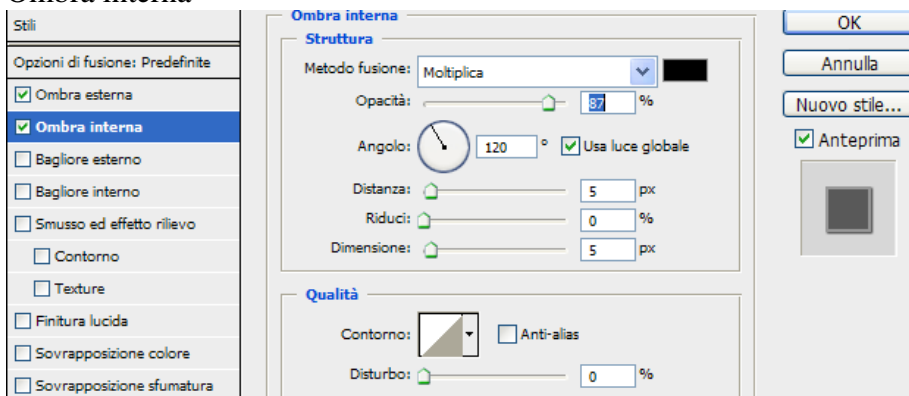 Ombra interna
Stili
Opzioni di fusione: Predefinite
Ombra esterna
Ombra interna
Bagliore esterno
Bagliore interno
Smusso ed effetto rilievo
Contorno
Texture
Finitura lucida
Sovrapposizione colore
Sovrapposizione sfumatura
Ombra interna
Struttura
Metodo fusione: Moltiplica
Opacità: 87 %
Angolo: 120 ° Usa luce globale
Distanza: 5 px
Riduci: 0 %
Dimensione: 5 px
Qualità
Contorno: Anti-alias
Disturbo: 0 %
OK
Annulla
Nuovo stile...
Anteprima